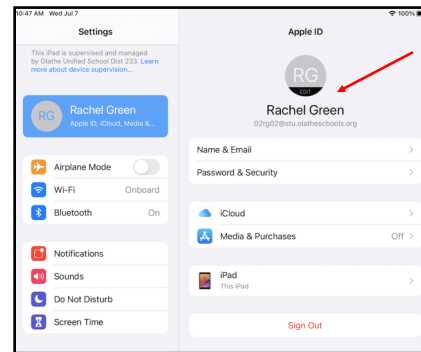 10:47 AM Wed Jul 7
100%
Settings
This iPad is supervised and managed
by Olathe Unified School Dist 233. Learn
more about device supervision...
RG
Rachel Green
Apple ID, iCloud, Media &...
Airplane Mode
Wi-Fi Onboard
Bluetooth On
Notifications
Sounds
Do Not Disturb
Screen Time
Apple ID
RG
EDIT
Rachel Green
02rg02@stu.olatheschools.org
Name & Email
Password & Security
iCloud
Media & Purchases Off
iPad
This iPad
Sign Out